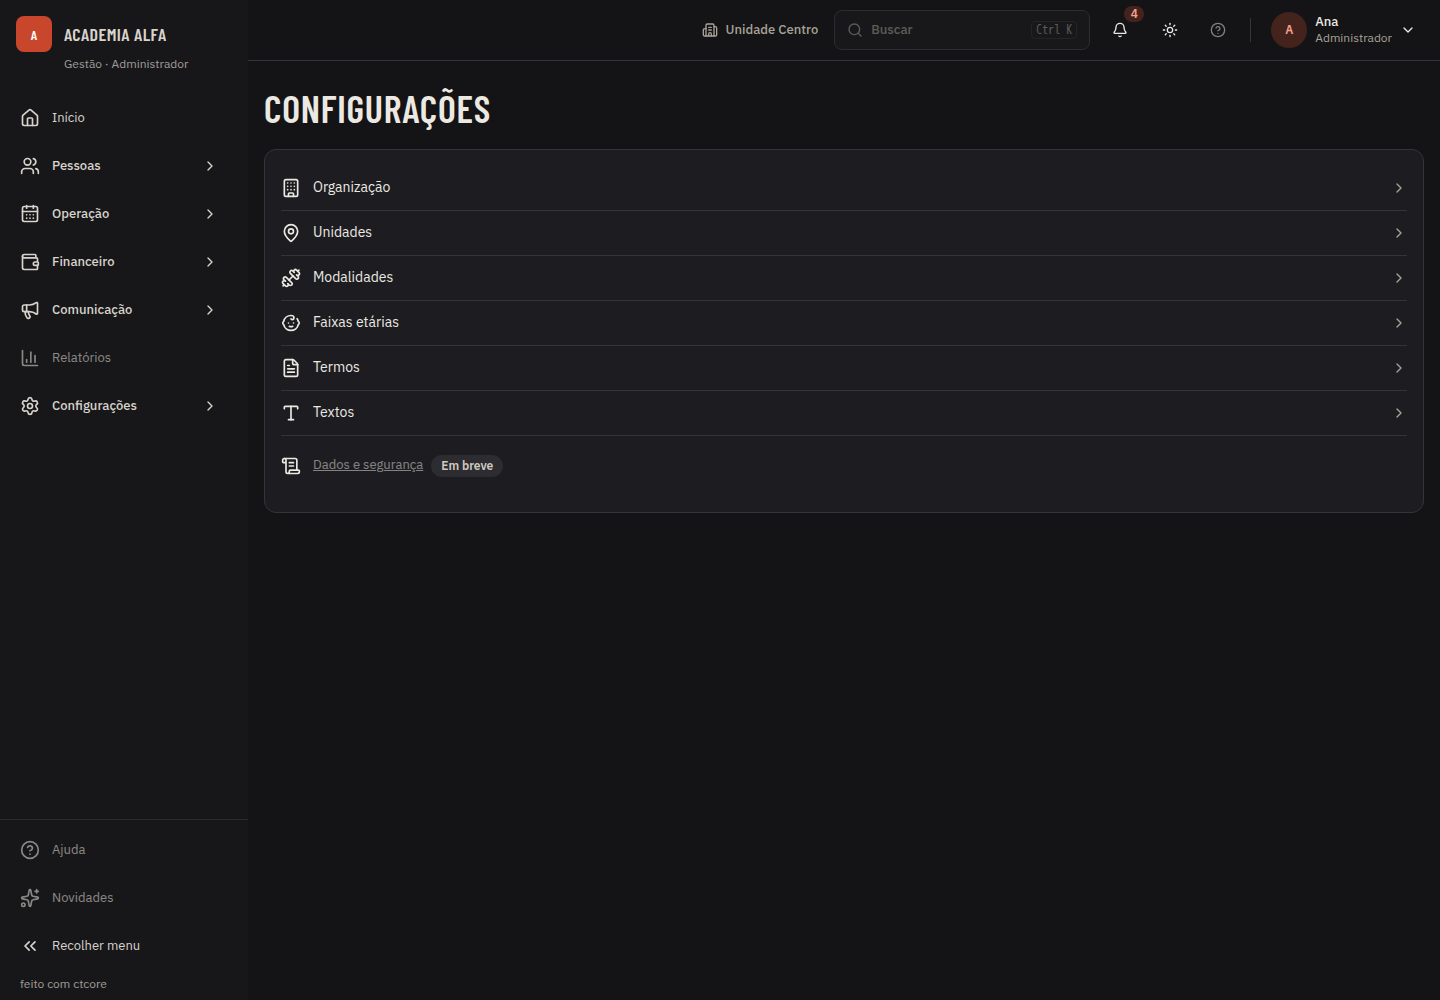 A
ACADEMIA ALFA
Gestão · Administrador
Início
Pessoas
Operação
Financeiro
Comunicação
Relatórios
Configurações
Ajuda
Novidades
Recolher menu
feito com ctcore
Unidade Centro
Buscar
Ctrl K
4
A
Ana
Administrador
CONFIGURAÇÕES
Organização
Unidades
Modalidades
Faixas etárias
Termos
Textos
Dados e segurança Em breve